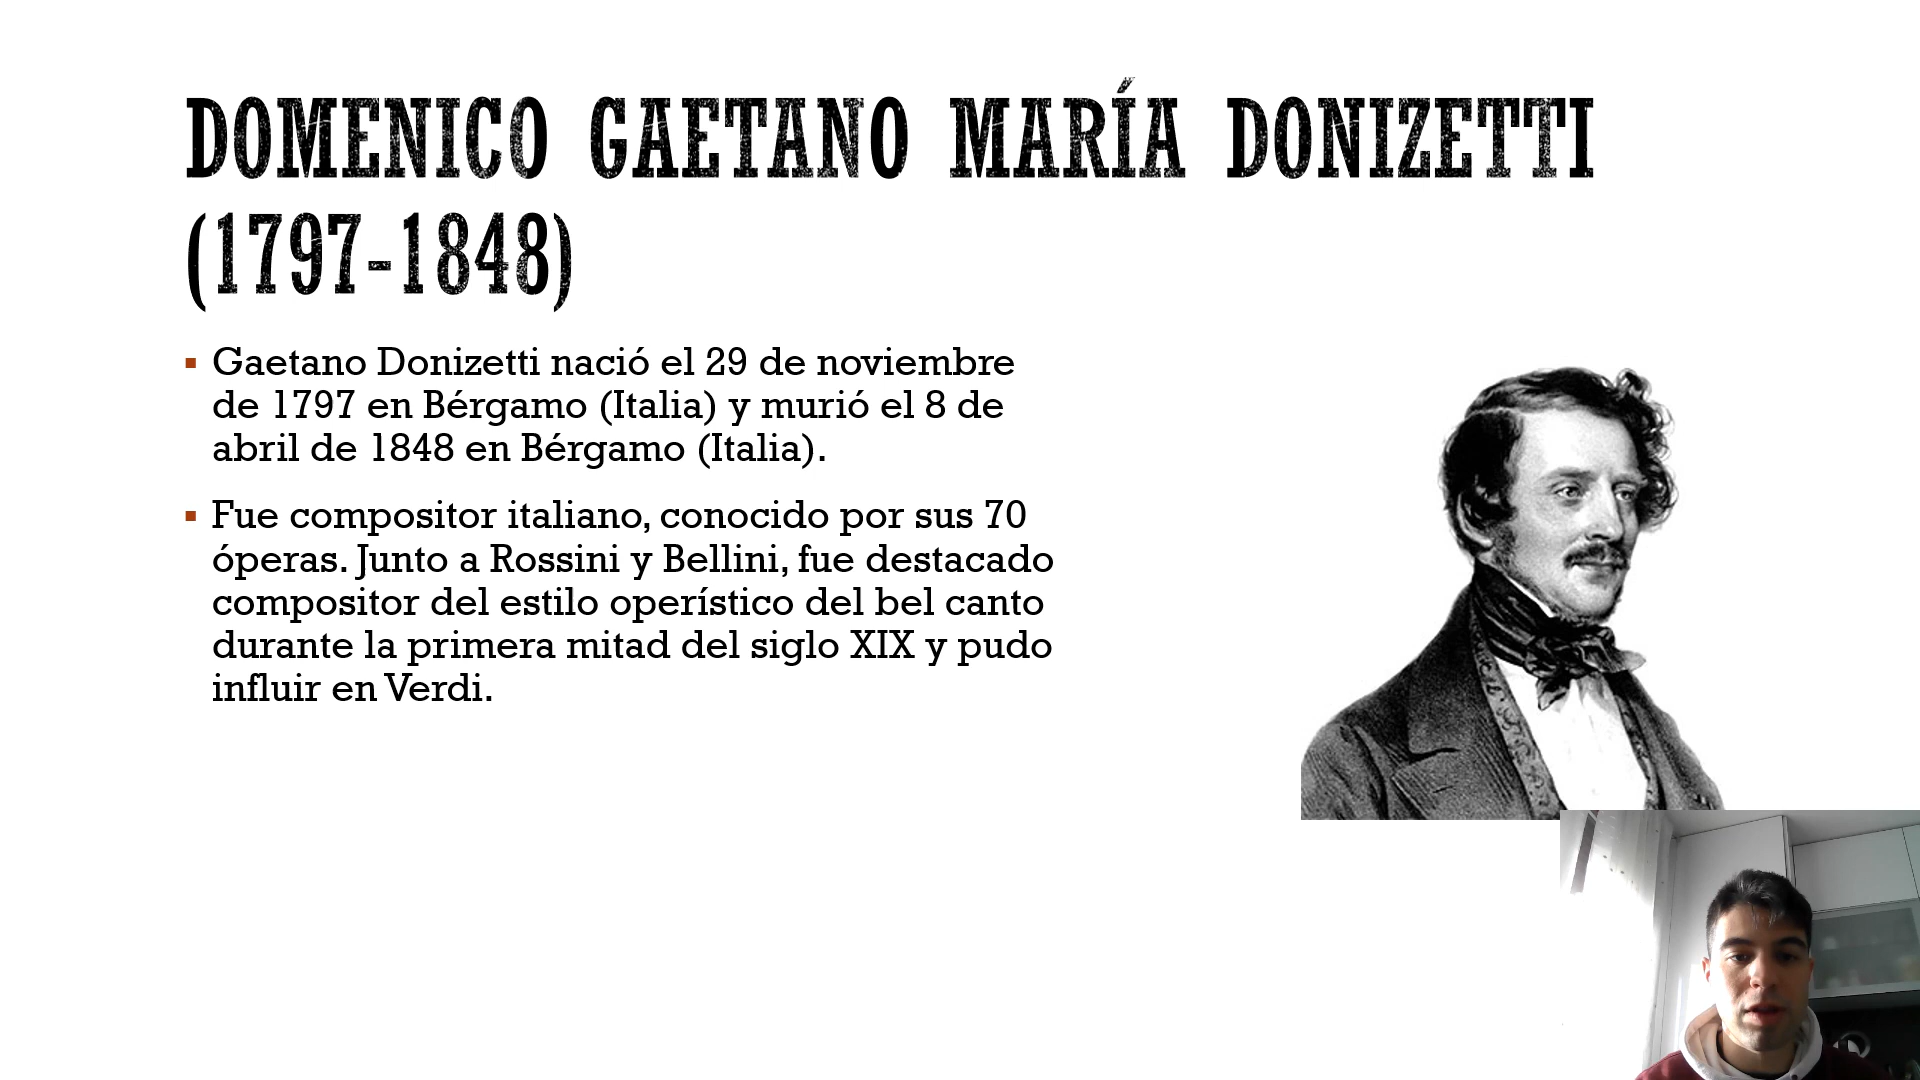 DOMENICO GAETANO MARÍA DONIZETTI
(1797-1848)
▪ Gaetano Donizetti nació el 29 de noviembre
de 1797 en Bérgamo (Italia) y murió el 8 de
abril de 1848 en Bérgamo (Italia).
▪ Fue compositor italiano, conocido por sus 70
óperas. Junto a Rossini y Bellini, fue destacado
compositor del estilo operístico del bel canto
durante la primera mitad del siglo XIX y pudo
influir en Verdi.